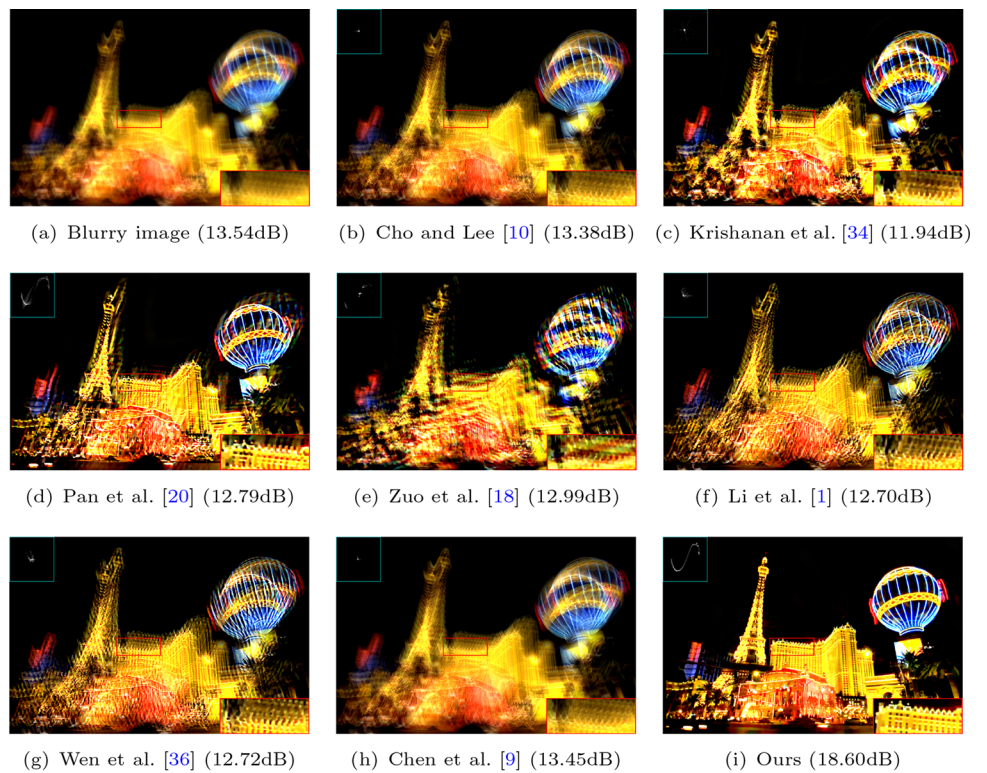 (a) Blurry image (13.54dB)
(b) Cho and Lee [10] (13.38dB)
(c) Krishanan et al. [34] (11.94dB)
(d) Pan et al. [20] (12.79dB)
(e) Zuo et al. [18] (12.99dB)
(f) Li et al. [1] (12.70dB)
(g) Wen et al. [36] (12.72dB)
(h) Chen et al. [9] (13.45dB)
(i) Ours (18.60dB)